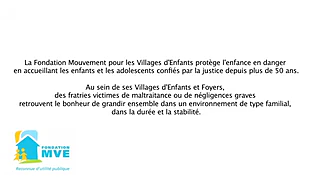 La Fondation Mouvement pour les Villages d'Enfants protège l'enfance en danger
en accueillant les enfants et les adolescents confiés par la justice depuis plus de 50 ans.
Au sein de ses Villages d'Enfants et Foyers,
des fratries victimes de maltraitance ou de négligences graves
retrouvent le bonheur de grandir ensemble dans un environnement de type familial,
dans la durée et la stabilité.
FONDATION
MVE
Reconnue d'utilité publique